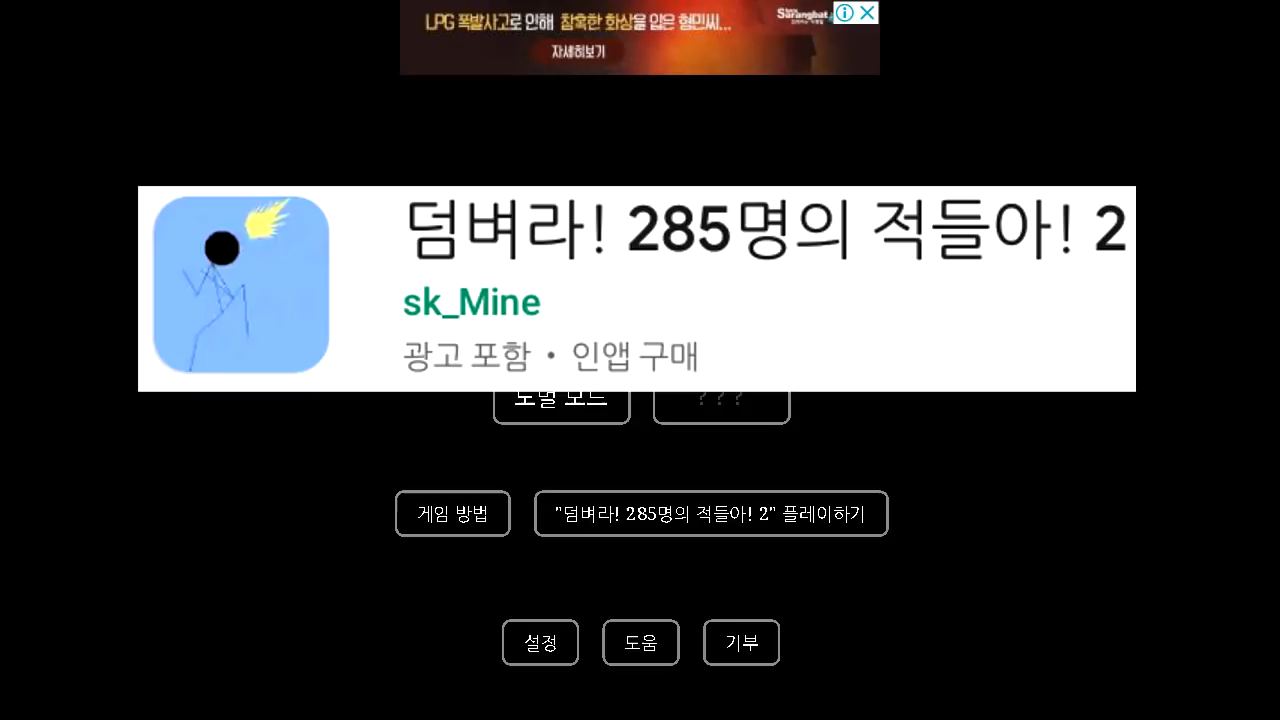 LPG 폭발사고로 인해 참혹한 화상을 입은 형민씨...
Sarangbat
자세히보기
덤벼라! 285명의 적들아! 2
sk_Mine
광고 포함 • 인앱 구매
모드
???
게임 방법
"덤벼라! 285명의 적들아! 2" 플레이하기
설정
도움
기부